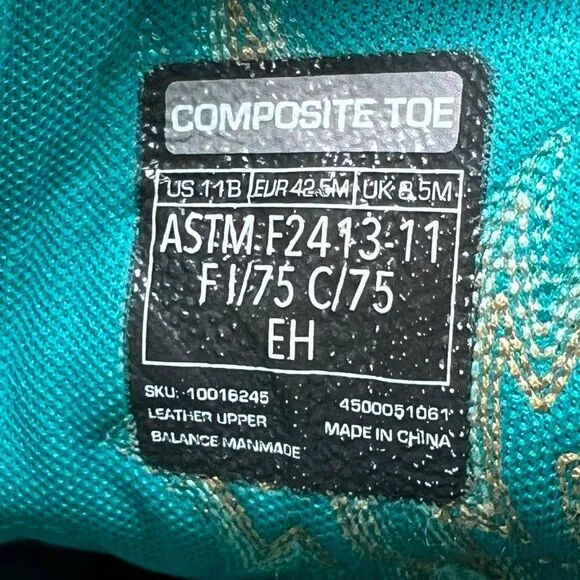 COMPOSITE TOE
US 11B EUR 42.5M UK 8.5M
ASTM F2413-11
F I/75 C/75
EH
SKU: 10016245
4500051061
LEATHER UPPER
MADE IN CHINA
BALANCE MANMADE